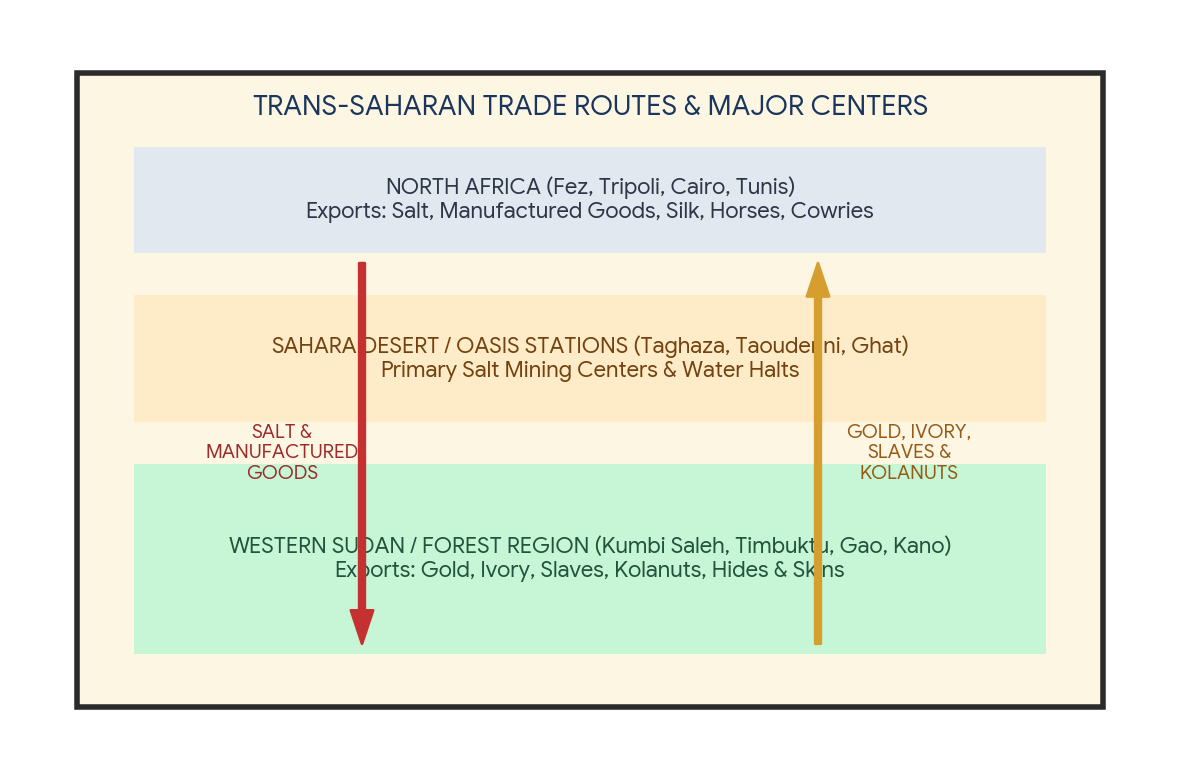 TRANS-SAHARAN TRADE ROUTES & MAJOR CENTERS
NORTH AFRICA (Fez, Tripoli, Cairo, Tunis)
Exports: Salt, Manufactured Goods, Silk, Horses, Cowries
SAHARA DESERT / OASIS STATIONS (Taghaza, Taoudenni, Ghat)
Primary Salt Mining Centers & Water Halts
SALT &
MANUFACTURED
GOODS
GOLD, IVORY,
SLAVES &
KOLANUTS
WESTERN SUDAN / FOREST REGION (Kumbi Saleh, Timbuktu, Gao, Kano)
Exports: Gold, Ivory, Slaves, Kolanuts, Hides & Skins